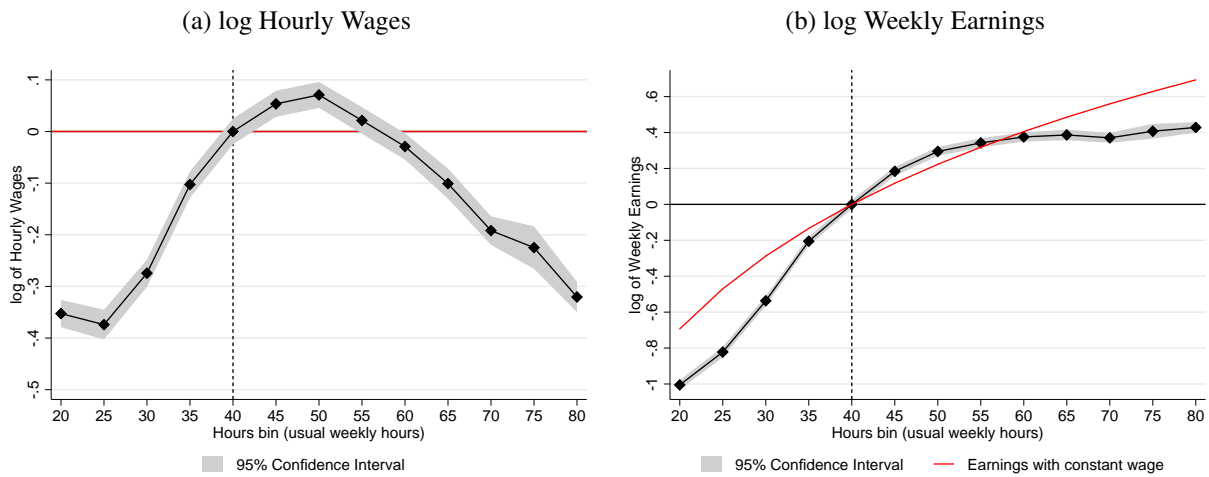 (a) log Hourly Wages
log of Hourly Wages
.1
0
-.1
-.2
-.3
-.4
-.5
20 25 30 35 40 45 50 55 60 65 70 75 80
Hours bin (usual weekly hours)
95% Confidence Interval
(b) log Weekly Earnings
log of Weekly Earnings
.6
.4
.2
0
-.2
-.4
-.6
-.8
-1
20 25 30 35 40 45 50 55 60 65 70 75 80
Hours bin (usual weekly hours)
95% Confidence Interval Earnings with constant wage